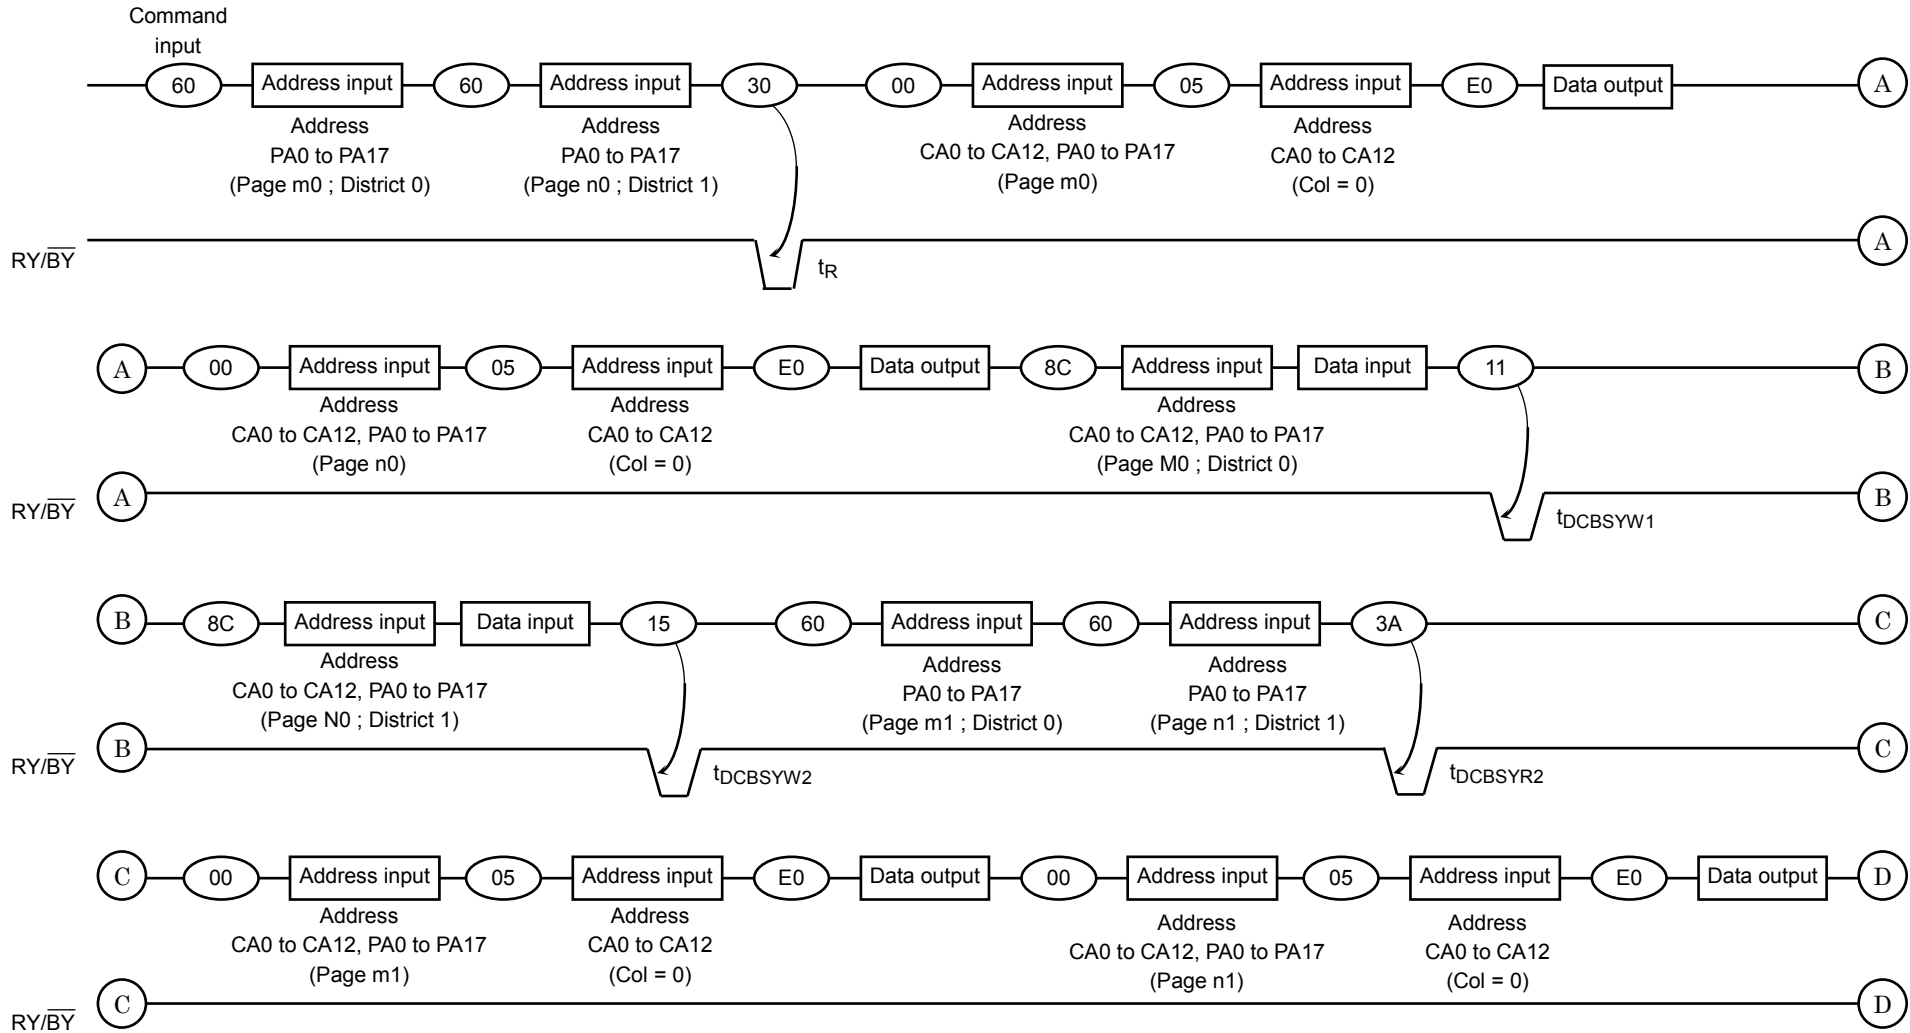 Command
input
60 Address input 60 Address input 30 00 Address input 05 Address input E0 Data output A
Address
PA0 to PA17
(Page m0 ; District 0)
Address
PA0 to PA17
(Page n0 ; District 1)
Address
CA0 to CA12, PA0 to PA17
(Page m0)
Address
CA0 to CA12
(Col = 0)
RY/BY tR A
A 00 Address input 05 Address input E0 Data output 8C Address input Data input 11 B
Address
CA0 to CA12, PA0 to PA17
(Page n0)
Address
CA0 to CA12
(Col = 0)
Address
CA0 to CA12, PA0 to PA17
(Page M0 ; District 0)
RY/BY A tDCBSYW1 B
B 8C Address input Data input 15 60 Address input 60 Address input 3A C
Address
CA0 to CA12, PA0 to PA17
(Page N0 ; District 1)
Address
PA0 to PA17
(Page m1 ; District 0)
Address
PA0 to PA17
(Page n1 ; District 1)
RY/BY B tDCBSYW2 tDCBSYR2 C
C 00 Address input 05 Address input E0 Data output 00 Address input 05 Address input E0 Data output D
Address
CA0 to CA12, PA0 to PA17
(Page m1)
Address
CA0 to CA12
(Col = 0)
Address
CA0 to CA12, PA0 to PA17
(Page n1)
Address
CA0 to CA12
(Col = 0)
RY/BY C D